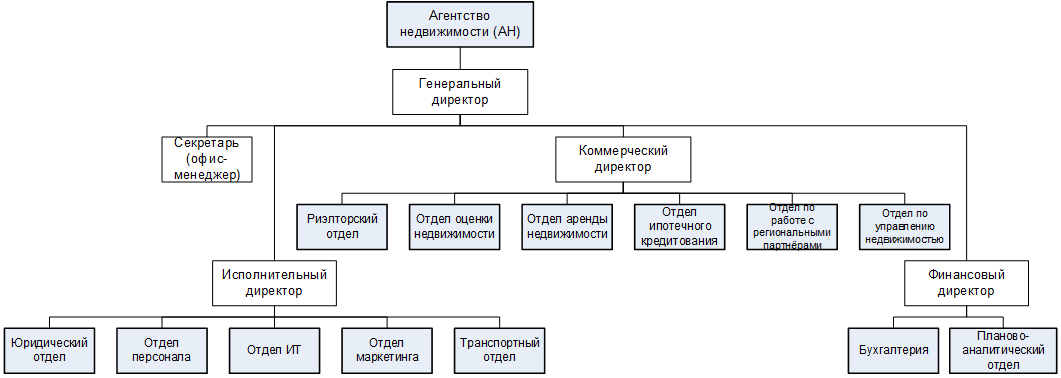 Агентство
недвижимости (АН)
Генеральный
директор
Секретарь
(офис-
менеджер)
Коммерческий
директор
Риэлторский
отдел
Отдел оценки
недвижимости
Отдел аренды
недвижимости
Отдел
ипотечного
кредитования
Отдел по
работе с
региональными
партнёрами
Отдел по
управлению
недвижимостью
Исполнительный
директор
Финансовый
директор
Юридический
отдел
Отдел
персонала
Отдел ИТ
Отдел
маркетинга
Транспортный
отдел
Бухгалтерия
Планово-
аналитический
отдел